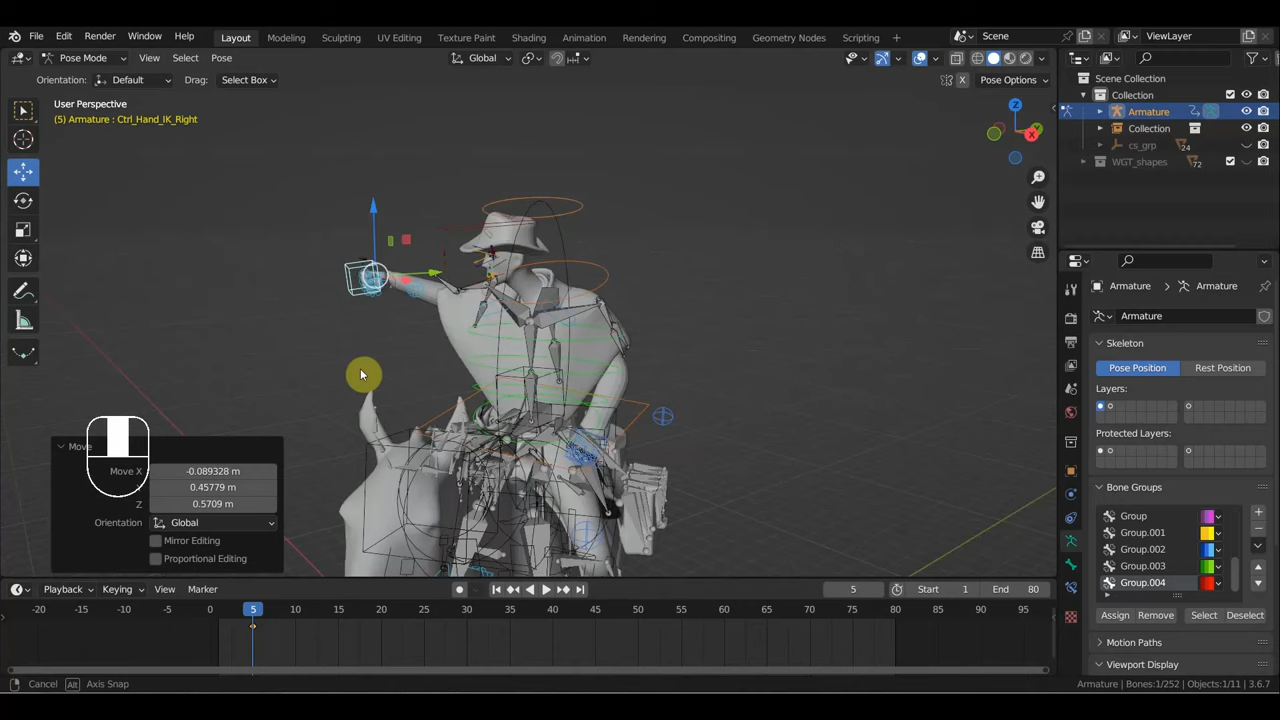 File Edit Render Window Help Layout Modeling Sculpting UV Editing Texture Paint Shading Animation Rendering Compositing Geometry Nodes Scripting + Scene ViewLayer
Pose Mode View Select Pose Global
Orientation: Default Drag: Select Box X Pose Options
User Perspective
(5) Armature : Ctrl_Hand_IK_Right
Z
Y
X
Scene Collection
Collection
Armature
Collection
cs_grp 24
WGT_shapes 72
Armature Armature
Armature
Skeleton
Pose Position Rest Position
Layers:
Protected Layers:
Bone Groups
Group
Group.001
Group.002
Group.003
Group.004
Assign Remove Select Deselect
Motion Paths
Viewport Display
Move
Move X -0.089328 m
0.45779 m
Z 0.5709 m
Orientation Global
Mirror Editing
Proportional Editing
Playback Keying View Marker 5 Start 1 End 80
-20 -15 -10 -5 0 5 10 15 20 25 30 35 40 45 50 55 60 65 70 75 80 85 90 95
Cancel Alt Axis Snap Armature | Bones:1/252 | Objects:1/11 | 3.6.7